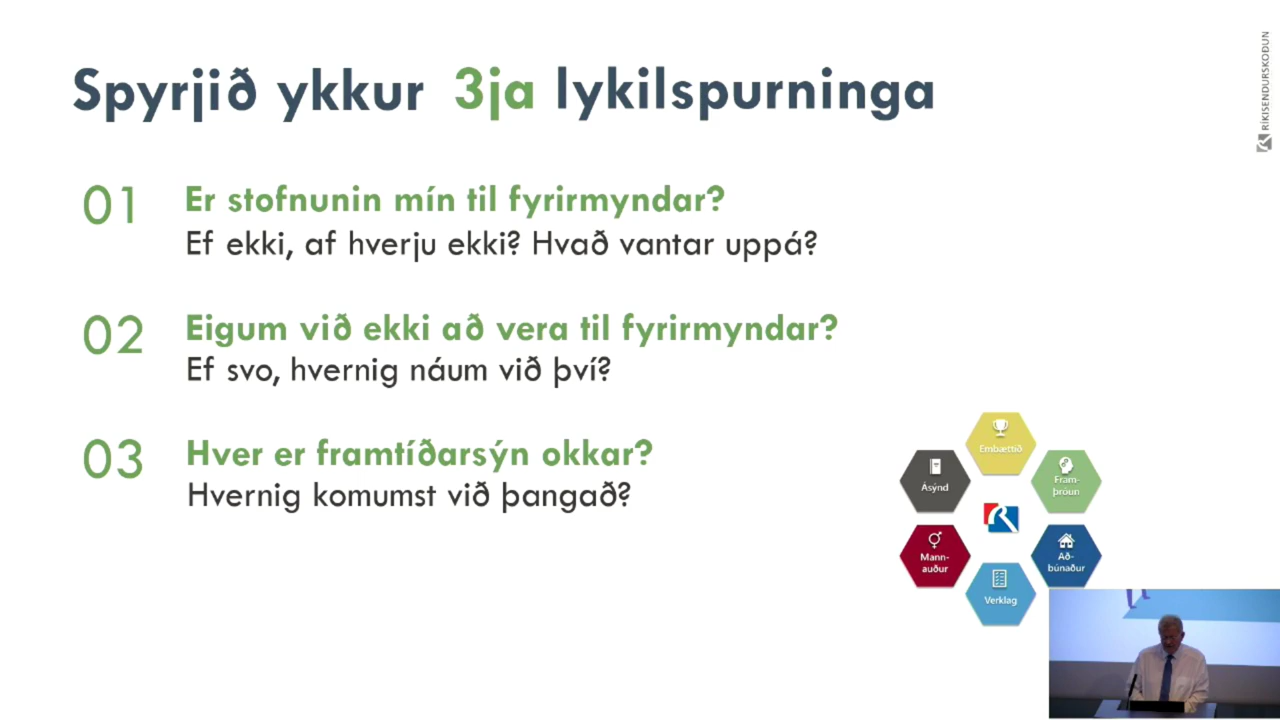 Spyrjið ykkur 3ja lykilspurninga
RÍKISENDURSKOÐUN
01
Er stofnunin mín til fyrirmyndar?
Ef ekki, af hverju ekki? Hvað vantar uppá?
02
Eigum við ekki að vera til fyrirmyndar?
Ef svo, hvernig náum við því?
03
Hver er framtíðarsýn okkar?
Hvernig komumst við þangað?
Embættið
Ásýnd
Fram-
þróun
Mann-
auður
Að-
búnaður
Verklag